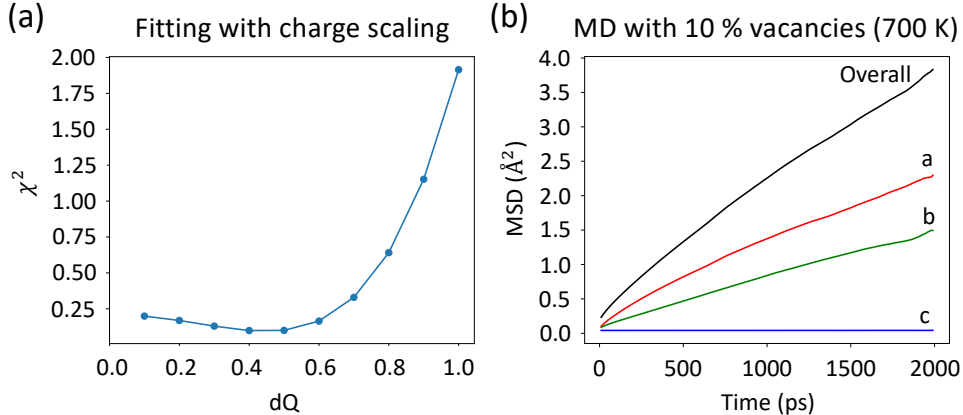 (a)
Fitting with charge scaling
2.00
1.75
1.50
1.25
1.00
0.75
0.50
0.25
χ²
0.0 0.2 0.4 0.6 0.8 1.0
dQ
(b)
MD with 10 % vacancies (700 K)
4.0
3.5
3.0
2.5
2.0
1.5
1.0
0.5
0.0
MSD (Å²)
Overall
a
b
c
0 500 1000 1500 2000
Time (ps)